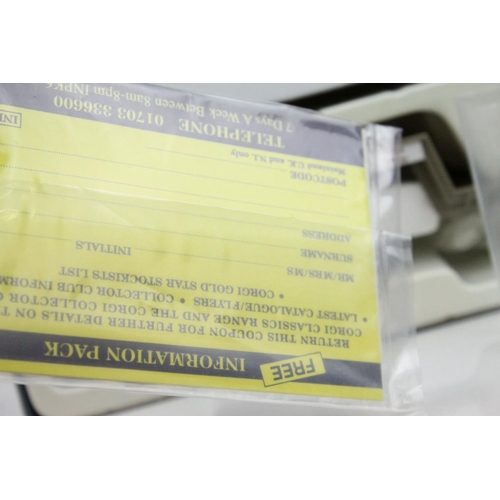 FREE INFORMATION PACK
RETURN THIS COUPON FOR FURTHER DETAILS ON T
CORGI CLASSICS RANGE AND THE CORGI COLLECTOR
• LATEST CATALOGUE/FLYERS • COLLECTOR CLUB INFORM
• CORGI GOLD STAR STOCKISTS LIST
MR/MRS/MS INITIALS
SURNAME
ADDRESS
POSTCODE
Mainland U.K. and N.I. only
TELEPHONE 01703 336600
7 Days A Week Between 8am-8pm